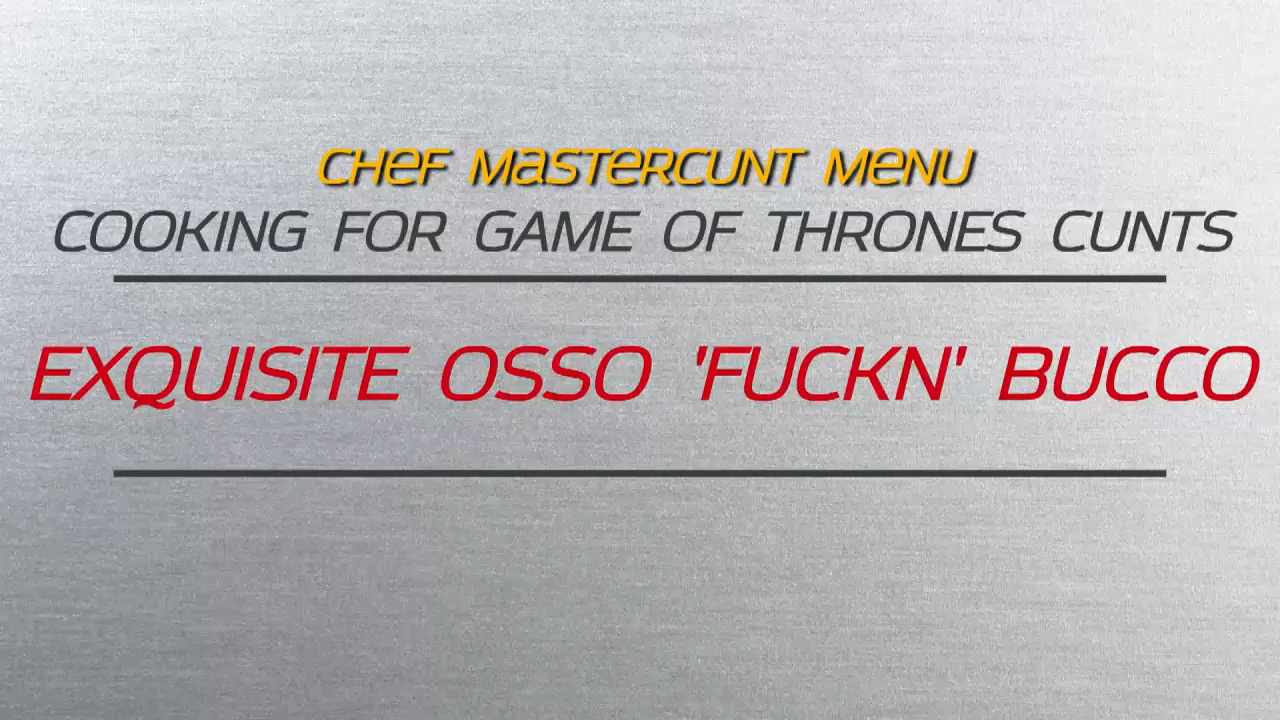 CHEF MASTERCUNT MENU
COOKING FOR GAME OF THRONES CUNTS
EXQUISITE OSSO 'FUCKN' BUCCO